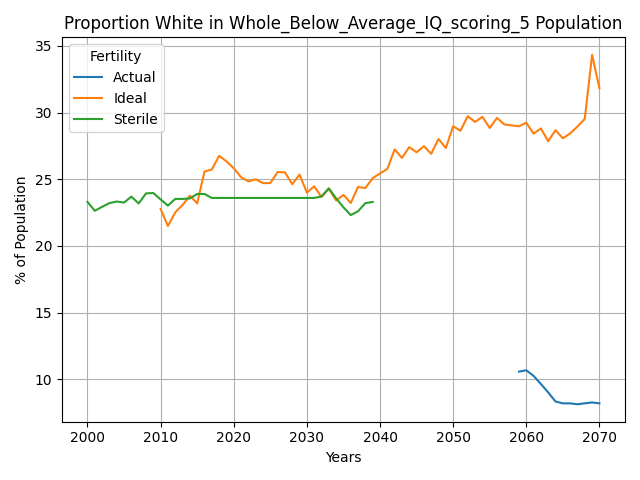 Proportion White in Whole_Below_Average_IQ_scoring_5 Population
Fertility
Actual
Ideal
Sterile
% of Population
35
30
25
20
15
10
2000 2010 2020 2030 2040 2050 2060 2070
Years